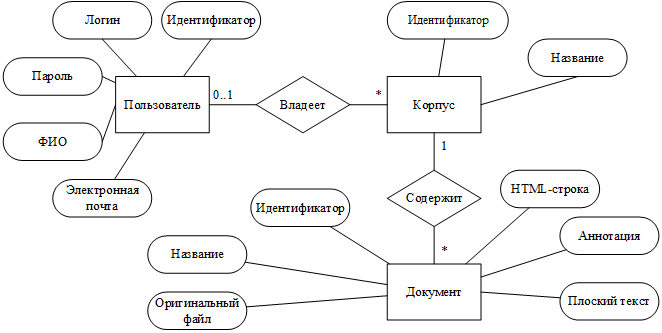 Логин
Идентификатор
Идентификатор
Название
Пароль
Пользователь
0..1
Владеет
*
Корпус
ФИО
1
Электронная
почта
Содержит
HTML-строка
Идентификатор
Аннотация
Название
*
Документ
Оригинальный
файл
Плоский текст